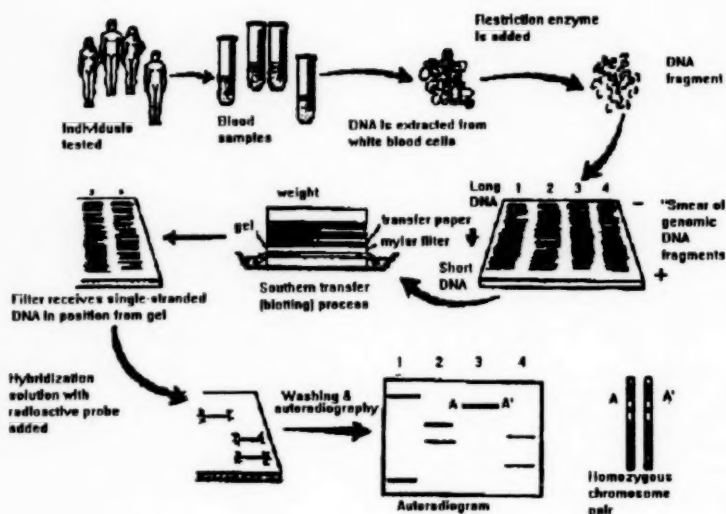 Restriction enzyme
is added
DNA
fragment
Individuals
tested
Blood
samples
DNA is extracted from
white blood cells
Long
DNA
1 2 3 4
−
"Smear of
genomic
DNA
fragments
+
Short
DNA
weight
gel
transfer paper
mylar filter
Southern transfer
(blotting) process
Filter receives single-stranded
DNA in position from gel
Hybridization
solution with
radioactive probe
added
Washing &
autoradiography
1 2 3 4
A A'
Autoradiogram
A A'
Homozygous
chromosome
pair